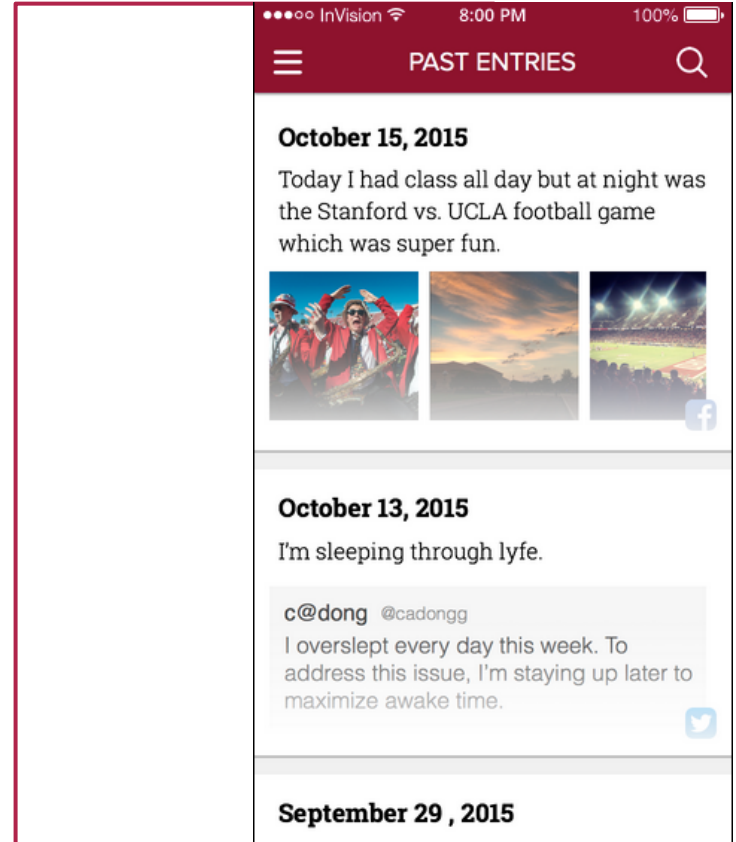 InVision 8:00 PM 100%
PAST ENTRIES
October 15, 2015
Today I had class all day but at night was
the Stanford vs. UCLA football game
which was super fun.
October 13, 2015
I'm sleeping through lyfe.
c@dong @cadongg
I overslept every day this week. To
address this issue, I'm staying up later to
maximize awake time.
September 29 , 2015